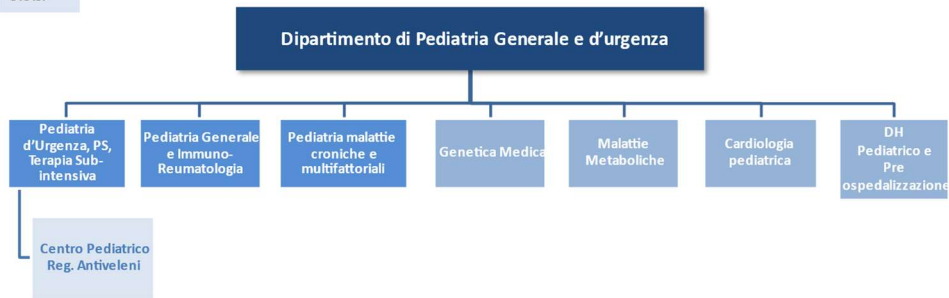 Dipartimento di Pediatria Generale e d'urgenza
Pediatria
d'Urgenza, PS,
Terapia Sub-
intensiva
Pediatria Generale
e Immuno-
Reumatologia
Pediatria malattie
croniche e
multifattoriali
Genetica Medica
Malattie
Metaboliche
Cardiologia
pediatrica
DH
Pediatrico e
Pre
ospedalizzazione
Centro Pediatrico
Reg. Antiveleni